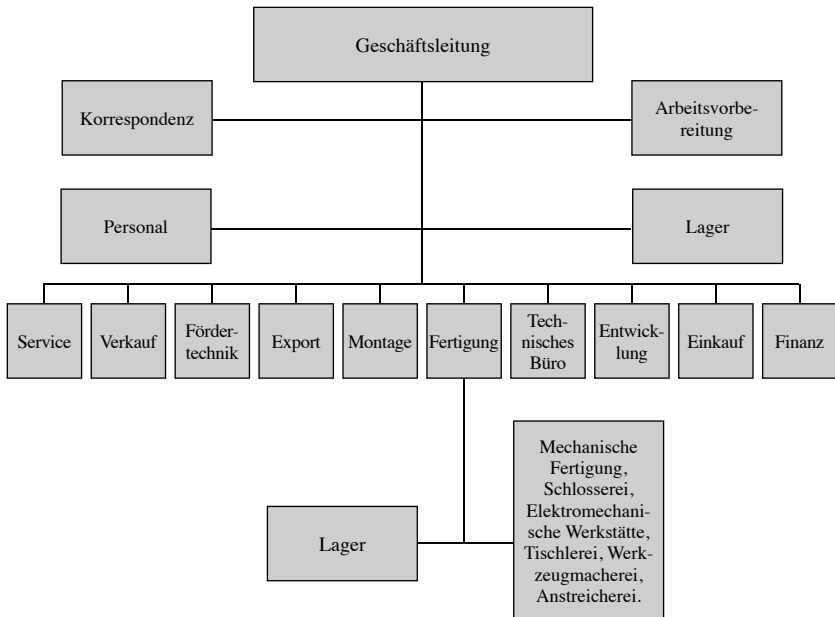 Geschäftsleitung
Korrespondenz
Arbeitsvorbe-
reitung
Personal
Lager
Service
Verkauf
Förder-
technik
Export
Montage
Fertigung
Tech-
nisches
Büro
Entwick-
lung
Einkauf
Finanz
Lager
Mechanische
Fertigung,
Schlosserei,
Elektromechani-
sche Werkstätte,
Tischlerei, Werk-
zeugmacherei,
Anstreicherei.